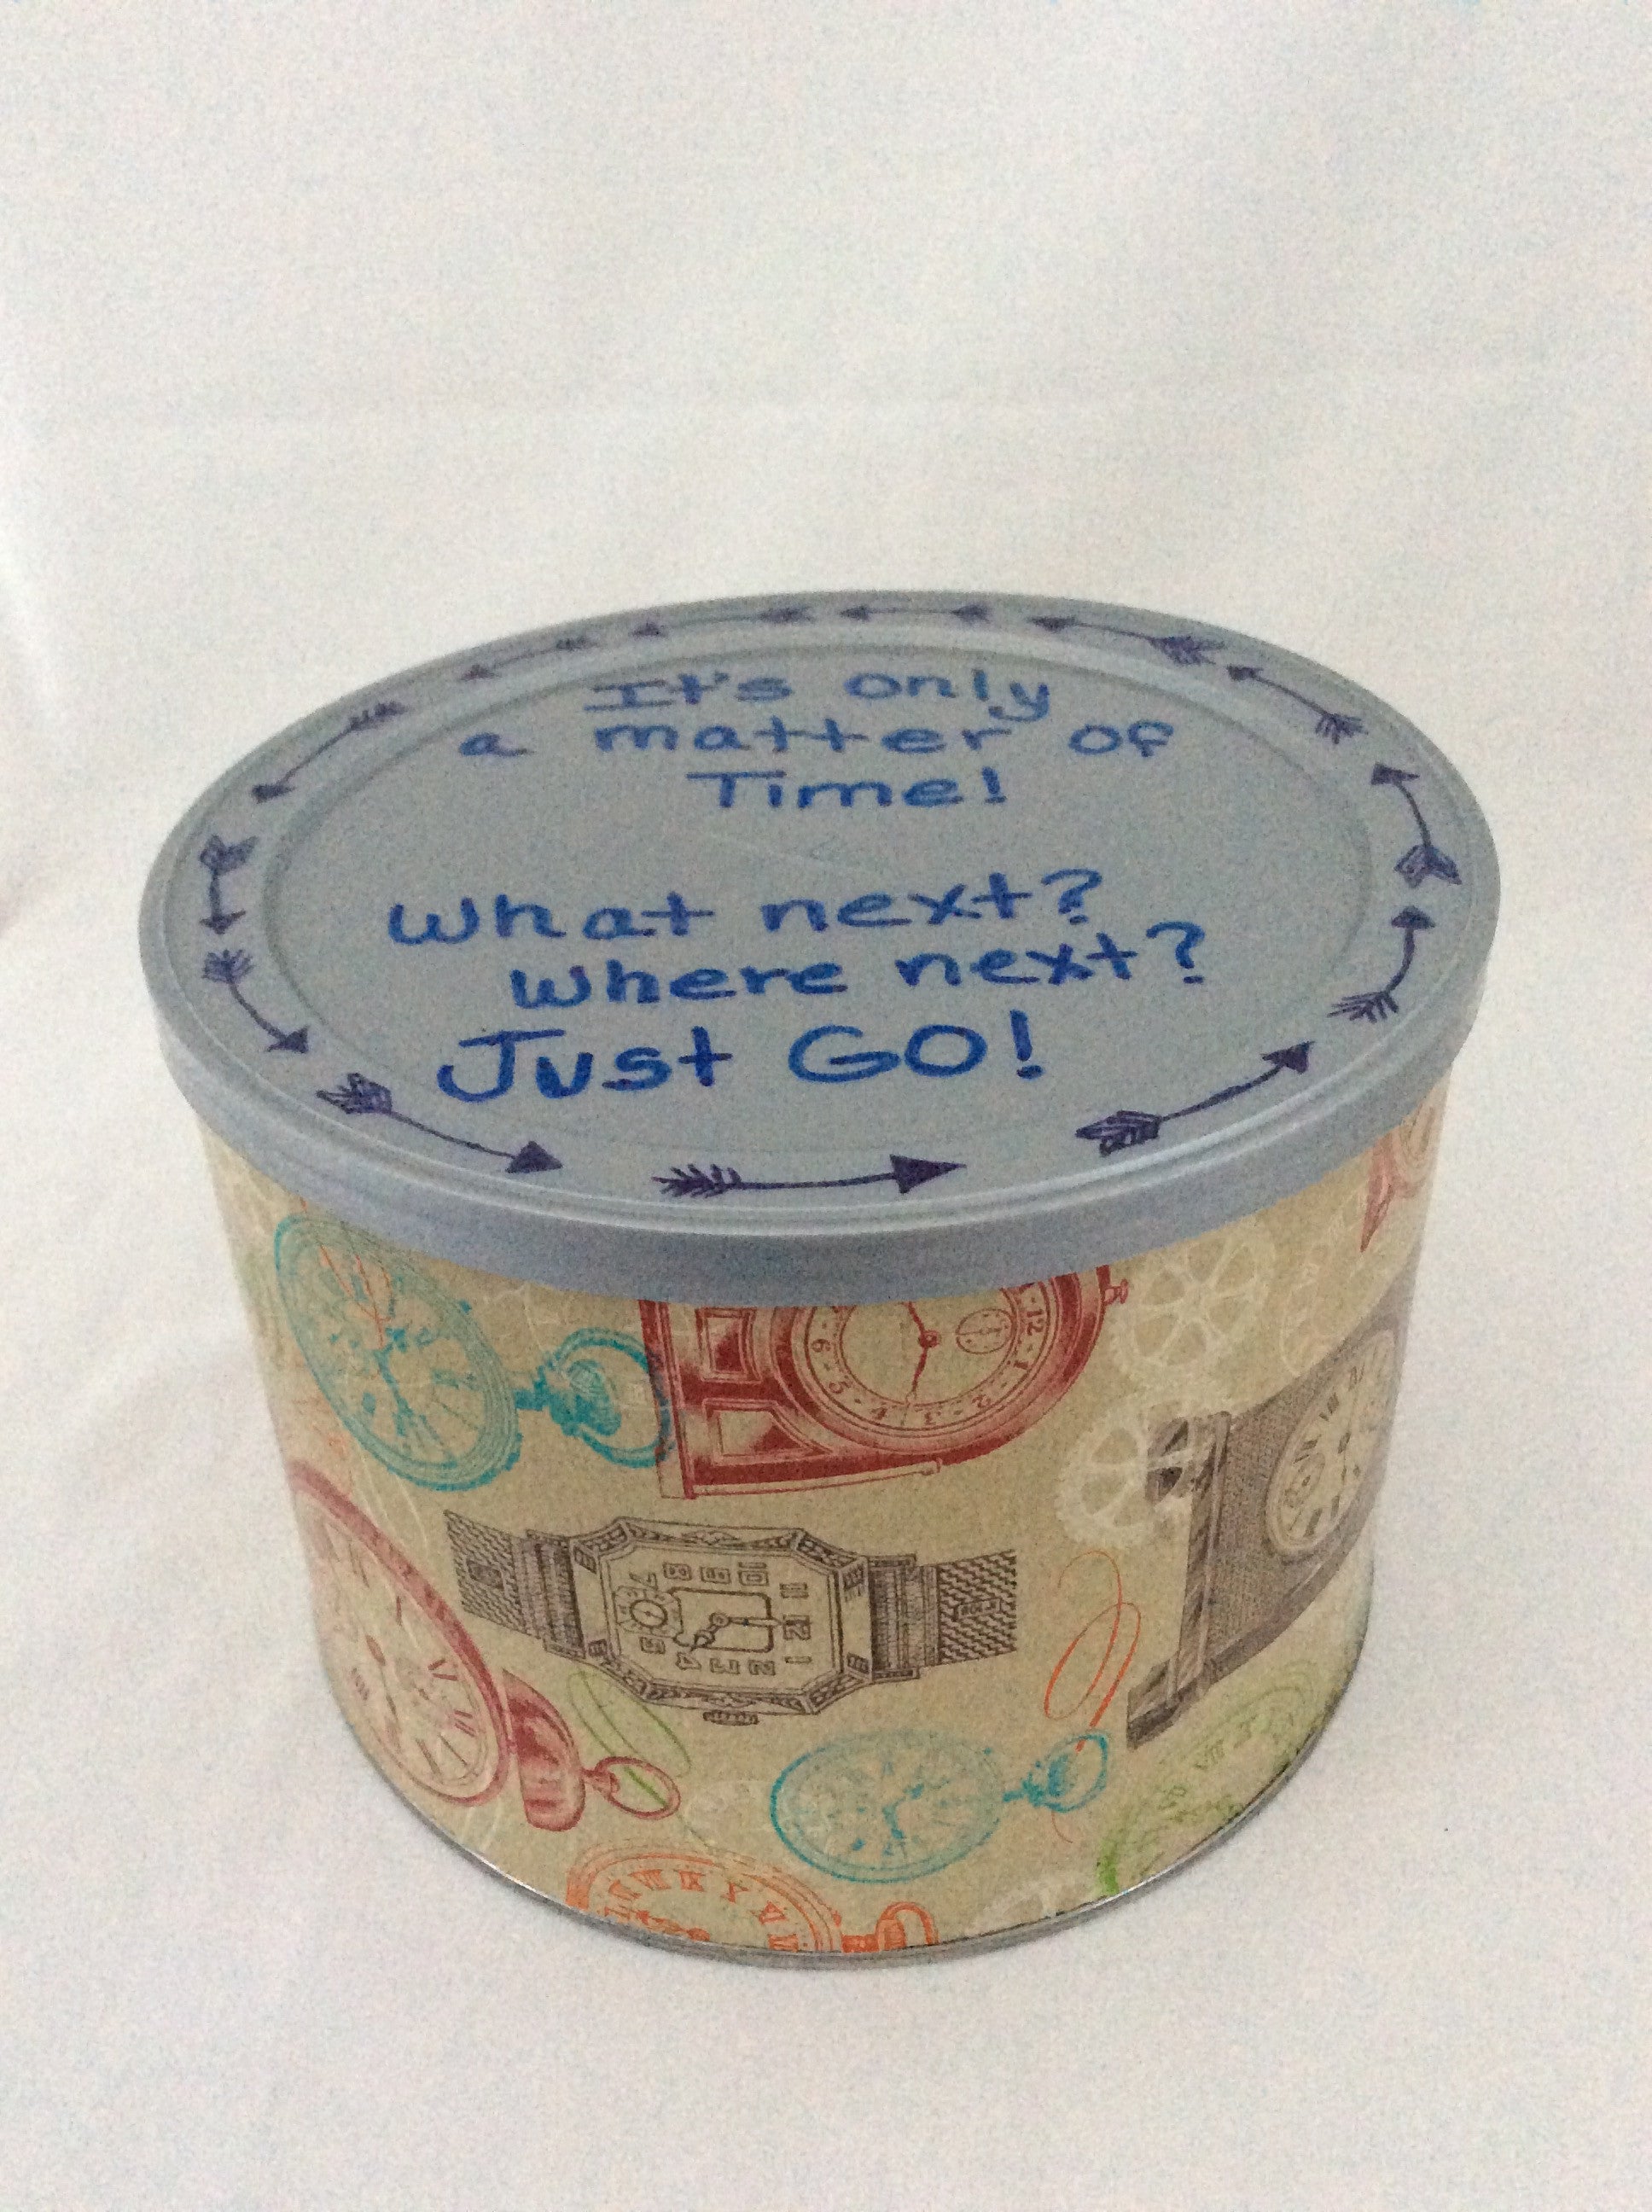 It's only
a matter of
Time!
What next?
Where next?
Just GO!